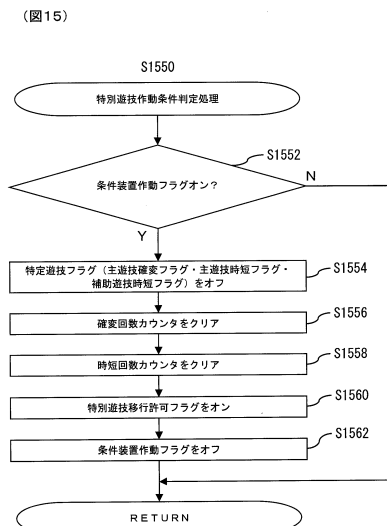 (図15)
S1550
特別遊技作動条件判定処理
S1552
条件装置作動フラグオン?
N
Y
特定遊技フラグ(主遊技確変フラグ・主遊技時短フラグ・
補助遊技時短フラグ)をオフ
S1554
確変回数カウンタをクリア
S1556
時短回数カウンタをクリア
S1558
特別遊技移行許可フラグをオン
S1560
条件装置作動フラグをオフ
S1562
RETURN